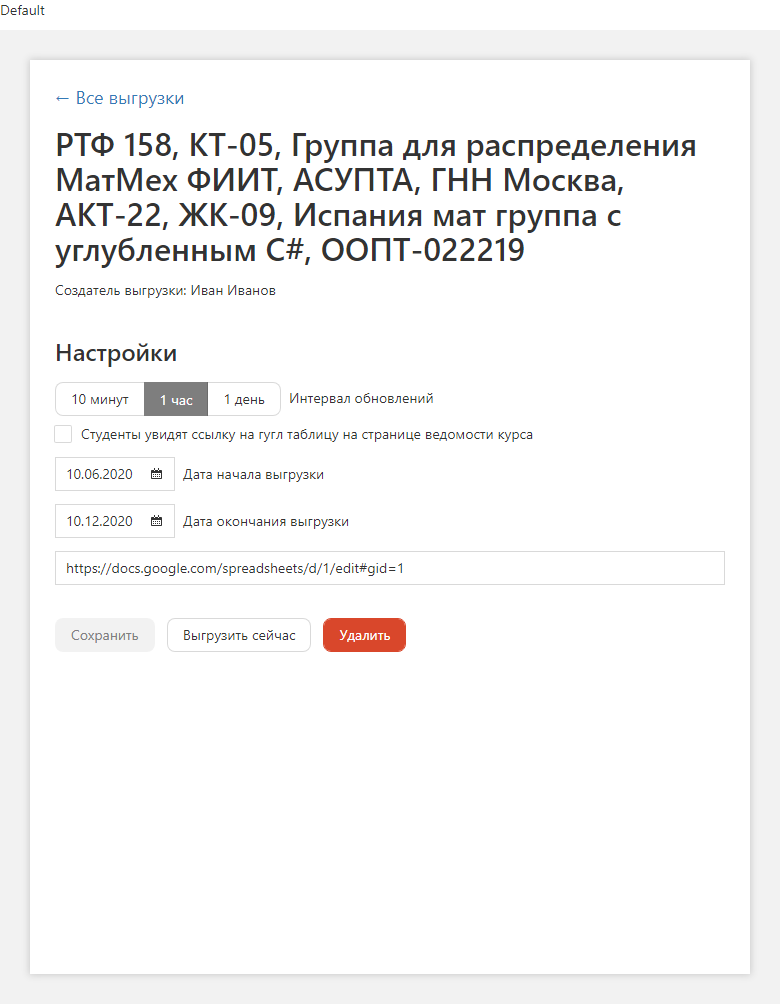 Default
← Все выгрузки
РТФ 158, КТ-05, Группа для распределения
МатМех ФИИТ, АСУПТА, ГНН Москва,
АКТ-22, ЖК-09, Испания мат группа с
углубленным C#, ООПТ-022219
Создатель выгрузки: Иван Иванов
Настройки
10 минут 1 час 1 день Интервал обновлений
Студенты увидят ссылку на гугл таблицу на странице ведомости курса
10.06.2020 Дата начала выгрузки
10.12.2020 Дата окончания выгрузки
https://docs.google.com/spreadsheets/d/1/edit#gid=1
Сохранить Выгрузить сейчас Удалить